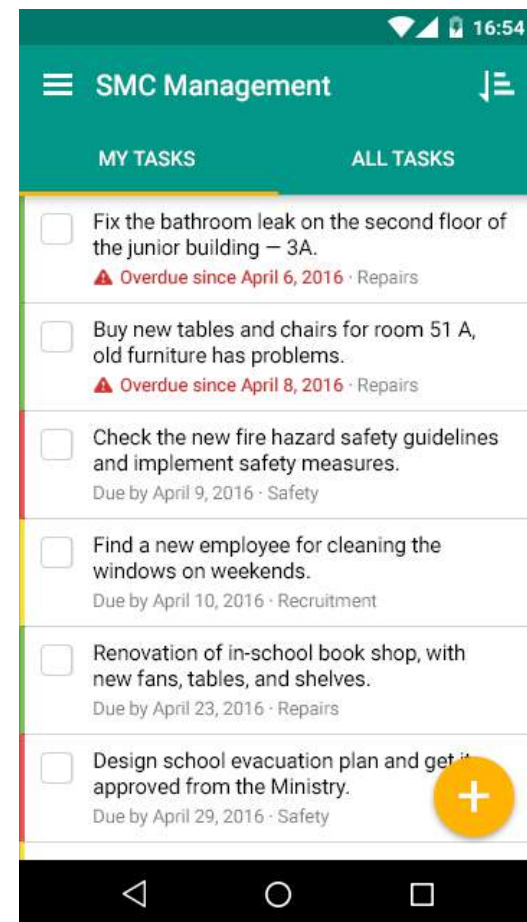 16:54
SMC Management
MY TASKS
ALL TASKS
Fix the bathroom leak on the second floor of
the junior building — 3A.
Overdue since April 6, 2016 · Repairs
Buy new tables and chairs for room 51 A,
old furniture has problems.
Overdue since April 8, 2016 · Repairs
Check the new fire hazard safety guidelines
and implement safety measures.
Due by April 9, 2016 · Safety
Find a new employee for cleaning the
windows on weekends.
Due by April 10, 2016 · Recruitment
Renovation of in-school book shop, with
new fans, tables, and shelves.
Due by April 23, 2016 · Repairs
Design school evacuation plan and get it
approved from the Ministry.
Due by April 29, 2016 · Safety